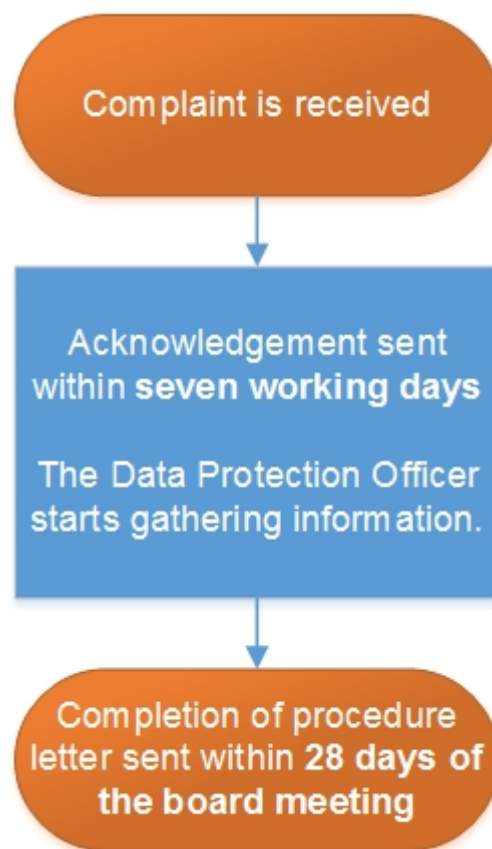 Complaint is received
Acknowledgement sent
within seven working days
The Data Protection Officer
starts gathering information.
Completion of procedure
letter sent within 28 days of
the board meeting